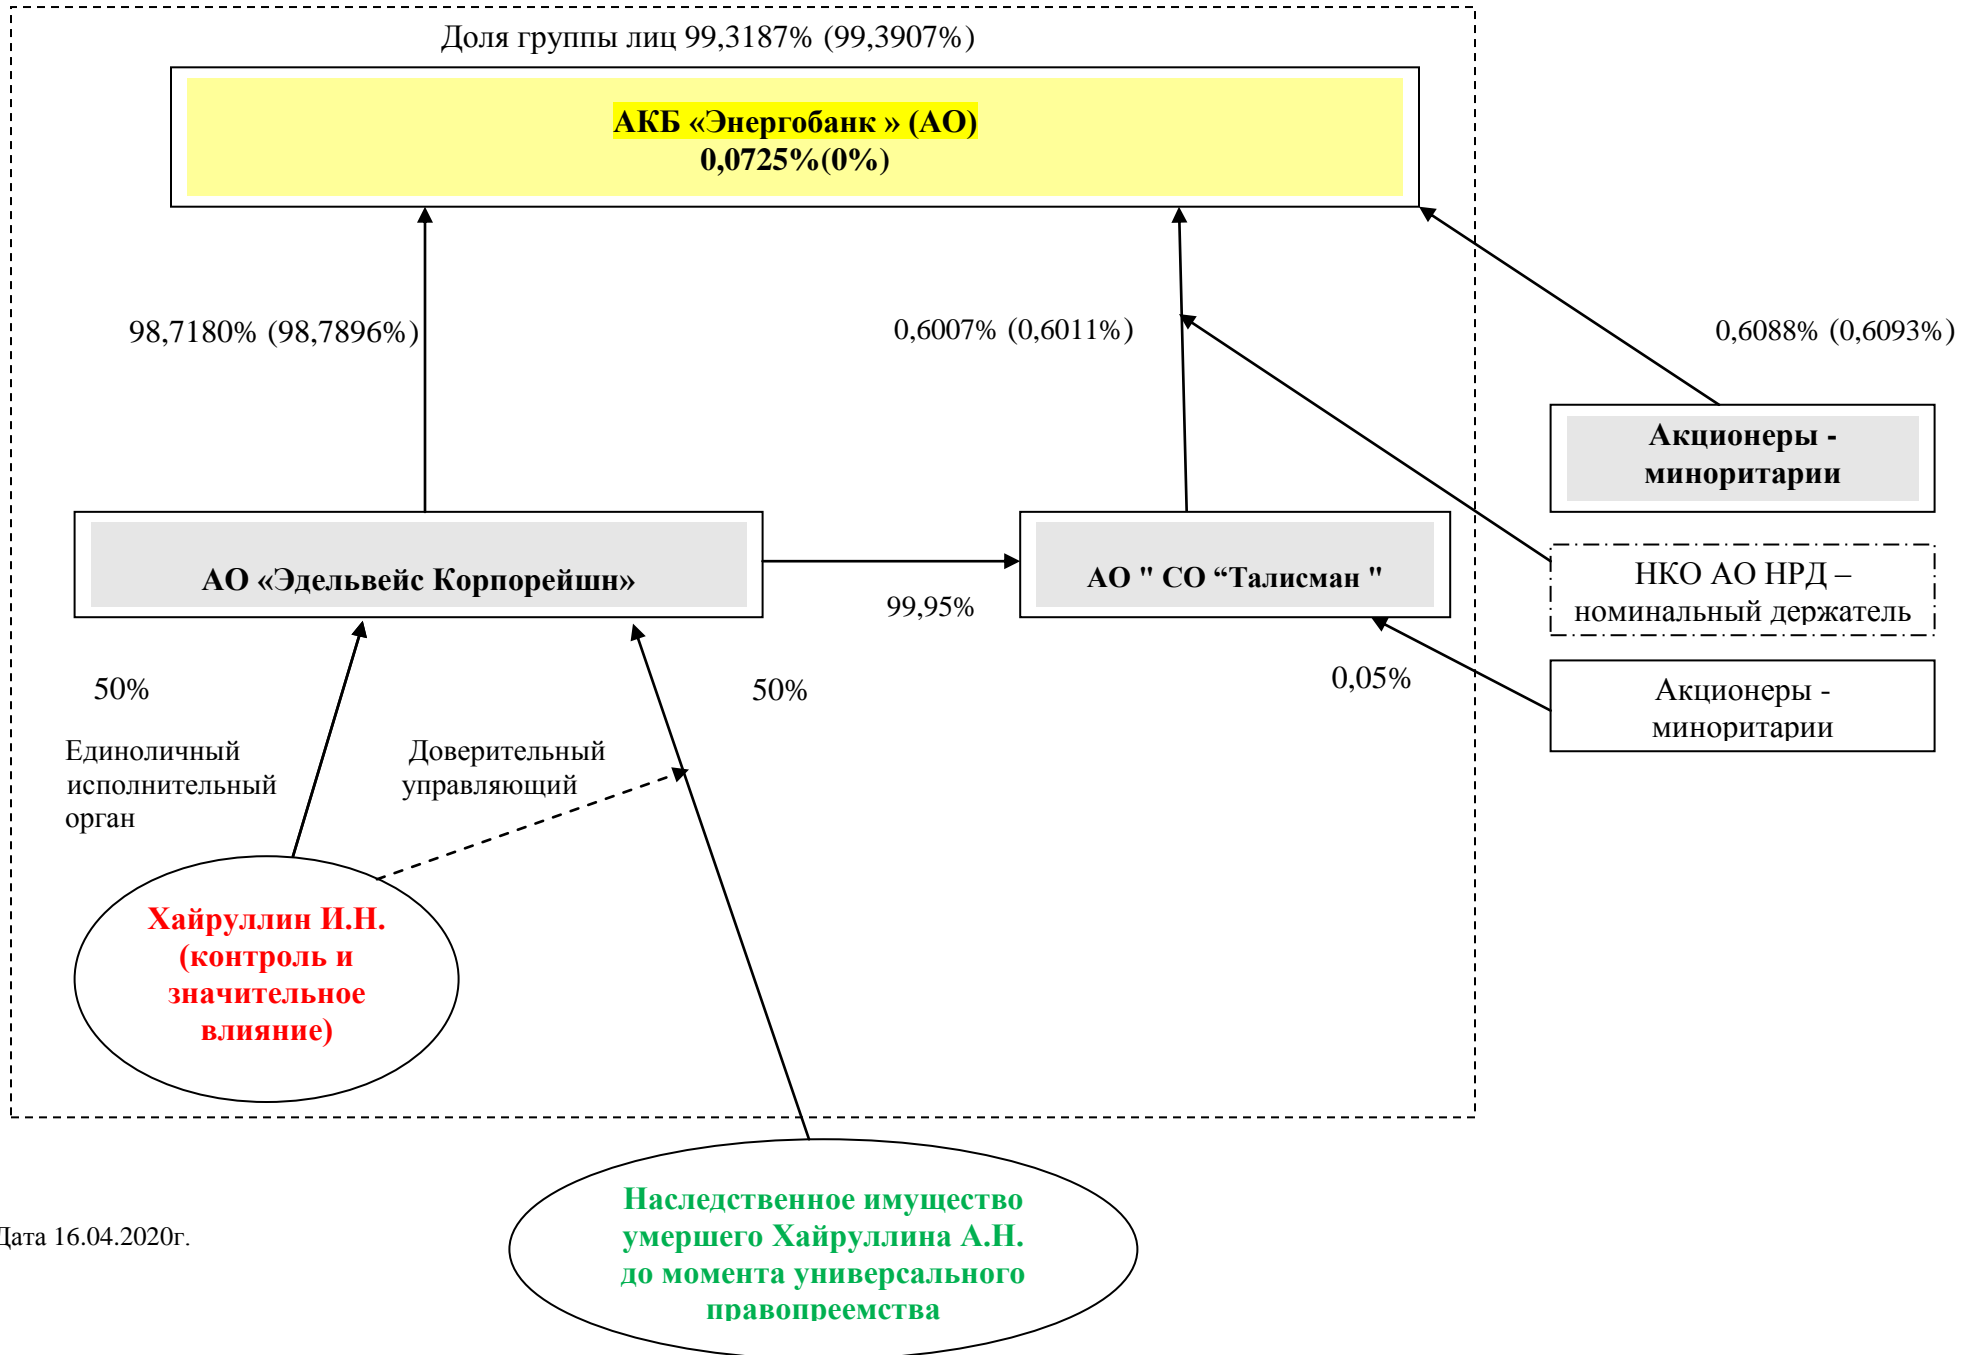 Доля группы лиц 99,3187% (99,3907%)
АКБ «Энергобанк » (АО)
0,0725%(0%)
98,7180% (98,7896%)
0,6007% (0,6011%)
0,6088% (0,6093%)
Акционеры -
миноритарии
АО «Эдельвейс Корпорейшн»
99,95%
АО " СО “Талисман "
НКО АО НРД –
номинальный держатель
0,05%
Акционеры -
миноритарии
50%
50%
Единоличный
исполнительный
орган
Доверительный
управляющий
Хайруллин И.Н.
(контроль и
значительное
влияние)
Наследственное имущество
умершего Хайруллина А.Н.
до момента универсального
правопреемства
Дата 16.04.2020г.